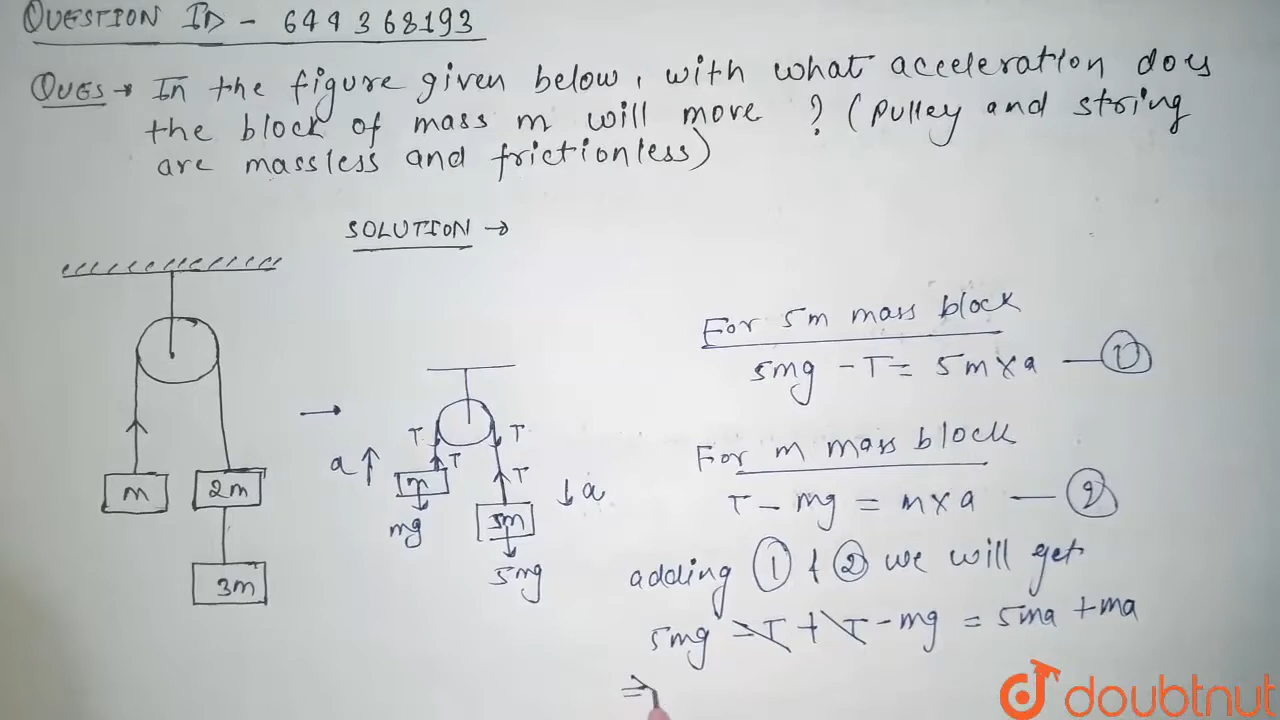 QUESTION ID - 644368193
QUES → In the figure given below, with what acceleration does
the block of mass m will move ? (pulley and string
are massless and frictionless)
SOLUTION →
m
2m
3m
→
a ↑
T
T
T
T
m
mg
5m
5mg
↓ a
For 5m mass block
5mg - T = 5m×a — ①
For m mass block
T - mg = m×a — ②
adding ① & ② we will get
5mg - T + T - mg = 5ma + ma
⇒
doubtnut